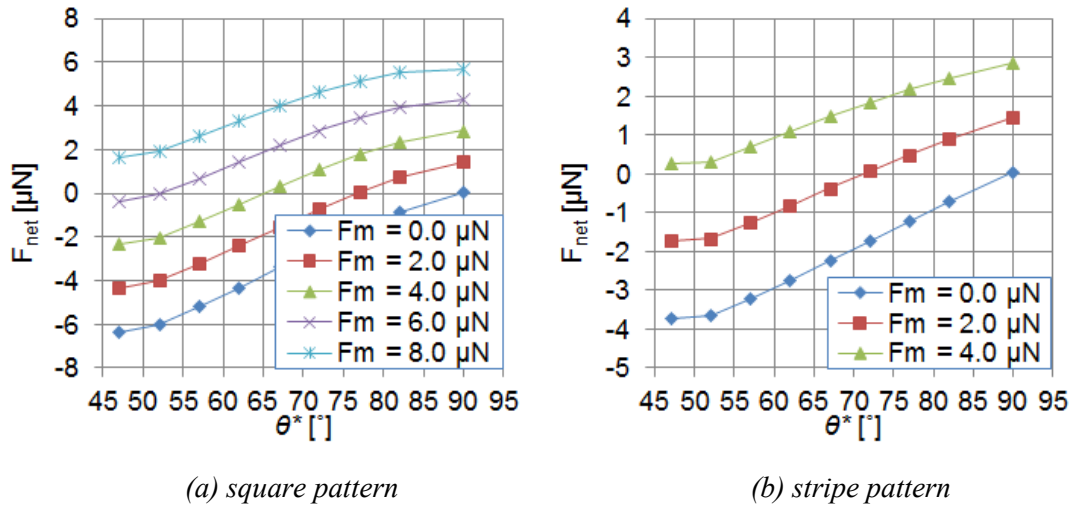 8
6
4
2
0
-2
-4
-6
-8
F net [µN]
Fm = 0.0 µN
Fm = 2.0 µN
Fm = 4.0 µN
Fm = 6.0 µN
Fm = 8.0 µN
45 50 55 60 65 70 75 80 85 90 95
θ* [°]
(a) square pattern
4
3
2
1
0
-1
-2
-3
-4
-5
F net [µN]
Fm = 0.0 µN
Fm = 2.0 µN
Fm = 4.0 µN
45 50 55 60 65 70 75 80 85 90 95
θ* [°]
(b) stripe pattern